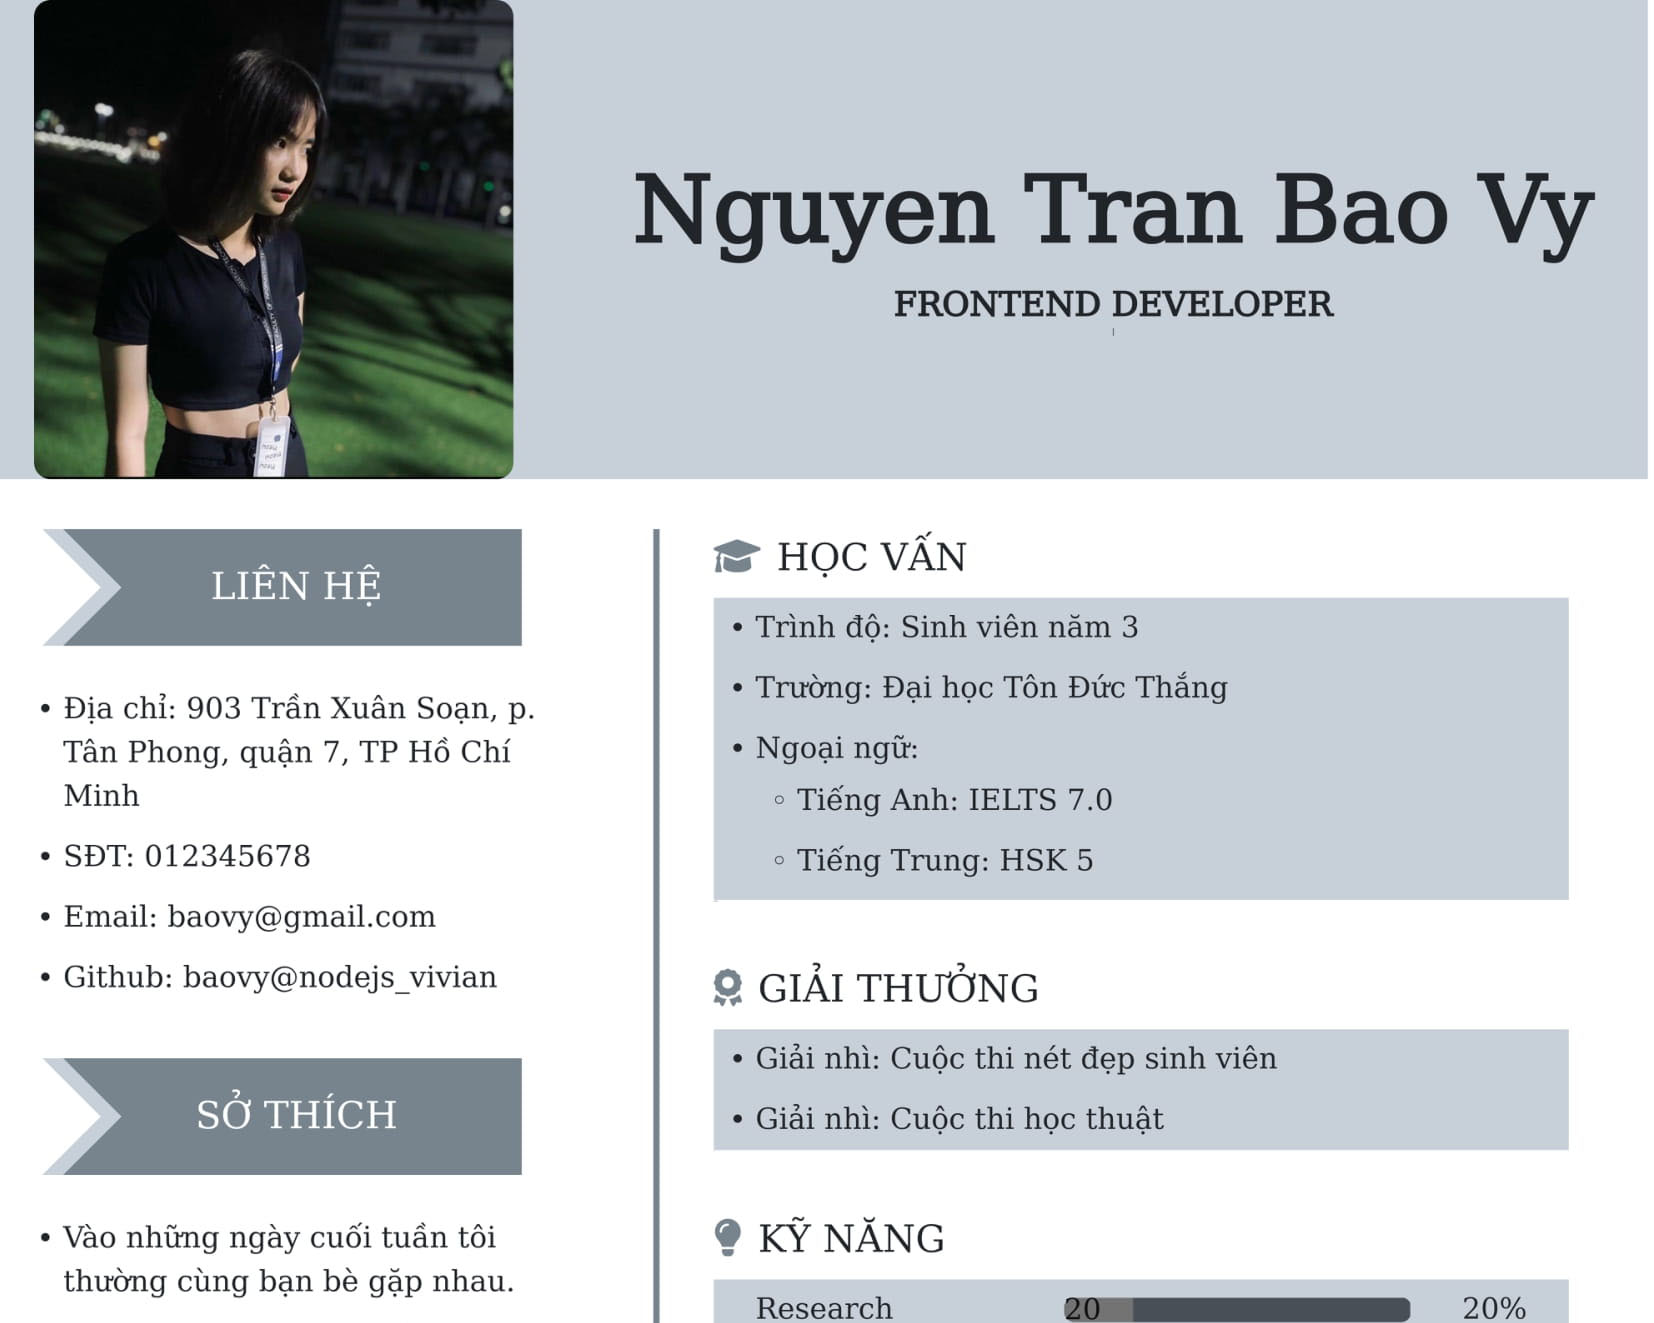 Nguyen Tran Bao Vy
FRONTEND DEVELOPER
LIÊN HỆ
• Địa chỉ: 903 Trần Xuân Soạn, p.
Tân Phong, quận 7, TP Hồ Chí
Minh
• SĐT: 012345678
• Email: baovy@gmail.com
• Github: baovy@nodejs_vivian
SỞ THÍCH
• Vào những ngày cuối tuần tôi
thường cùng bạn bè gặp nhau.
HỌC VẤN
• Trình độ: Sinh viên năm 3
• Trường: Đại học Tôn Đức Thắng
• Ngoại ngữ:
◦ Tiếng Anh: IELTS 7.0
◦ Tiếng Trung: HSK 5
GIẢI THƯỞNG
• Giải nhì: Cuộc thi nét đẹp sinh viên
• Giải nhì: Cuộc thi học thuật
KỸ NĂNG
Research 20 20%